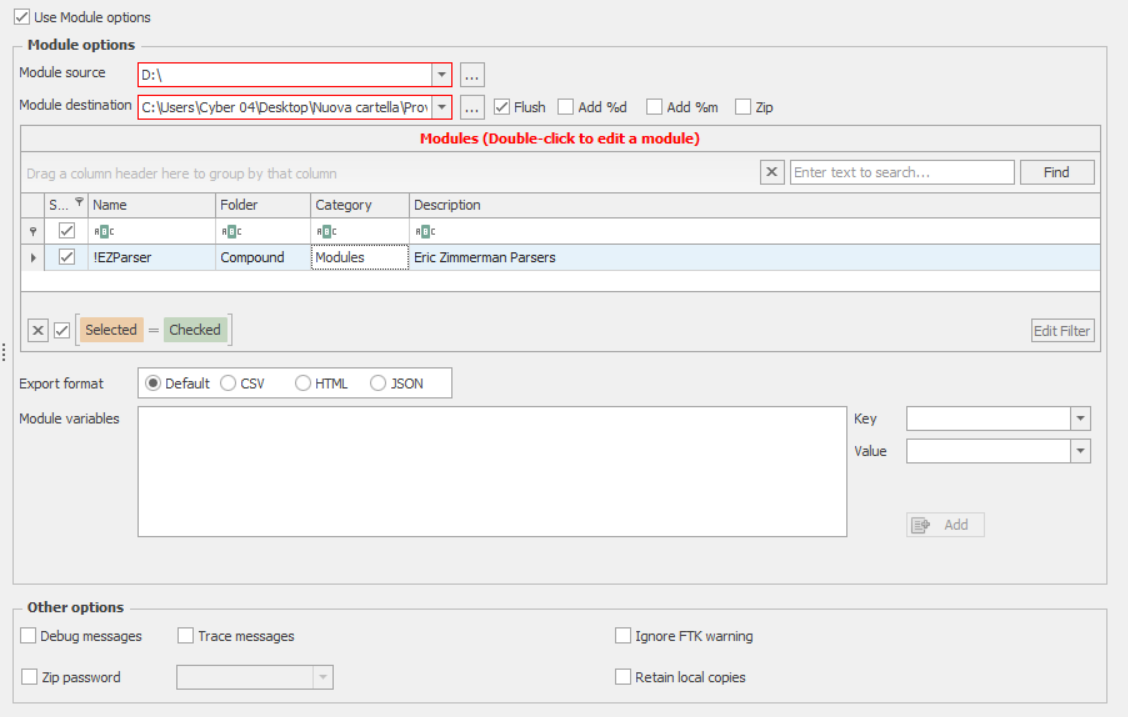 Use Module options
Module options
Module source D:\ ...
Module destination C:\Users\Cyber 04\Desktop\Nuova cartella\Prov ... Flush Add %d Add %m Zip
Modules (Double-click to edit a module)
Drag a column header here to group by that column Enter text to search... Find
S... Name Folder Category Description
ABC ABC ABC ABC
!EZParser Compound Modules Eric Zimmerman Parsers
Selected = Checked Edit Filter
Export format Default CSV HTML JSON
Module variables Key
Value
Add
Other options
Debug messages Trace messages Ignore FTK warning
Zip password Retain local copies